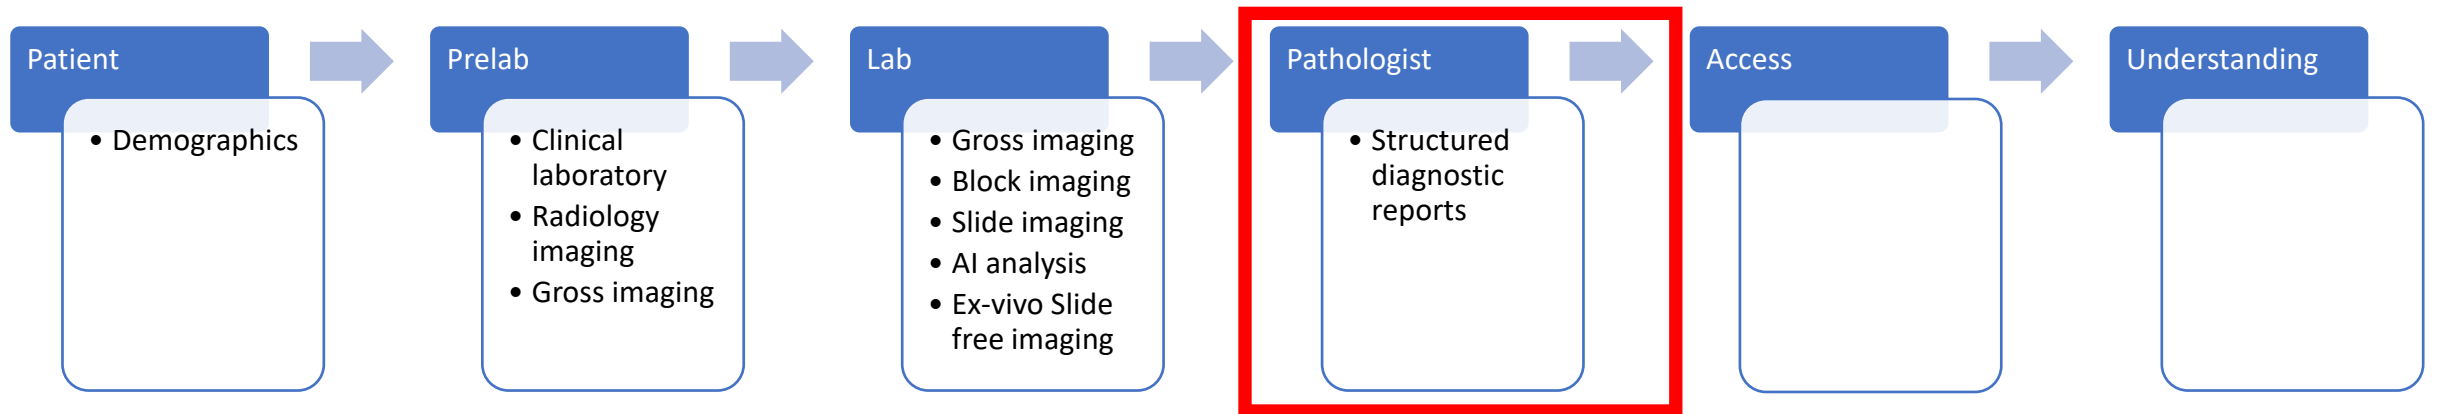 Patient
• Demographics
Prelab
• Clinical
laboratory
• Radiology
imaging
• Gross imaging
Lab
• Gross imaging
• Block imaging
• Slide imaging
• AI analysis
• Ex-vivo Slide
free imaging
Pathologist
• Structured
diagnostic
reports
Access
Understanding